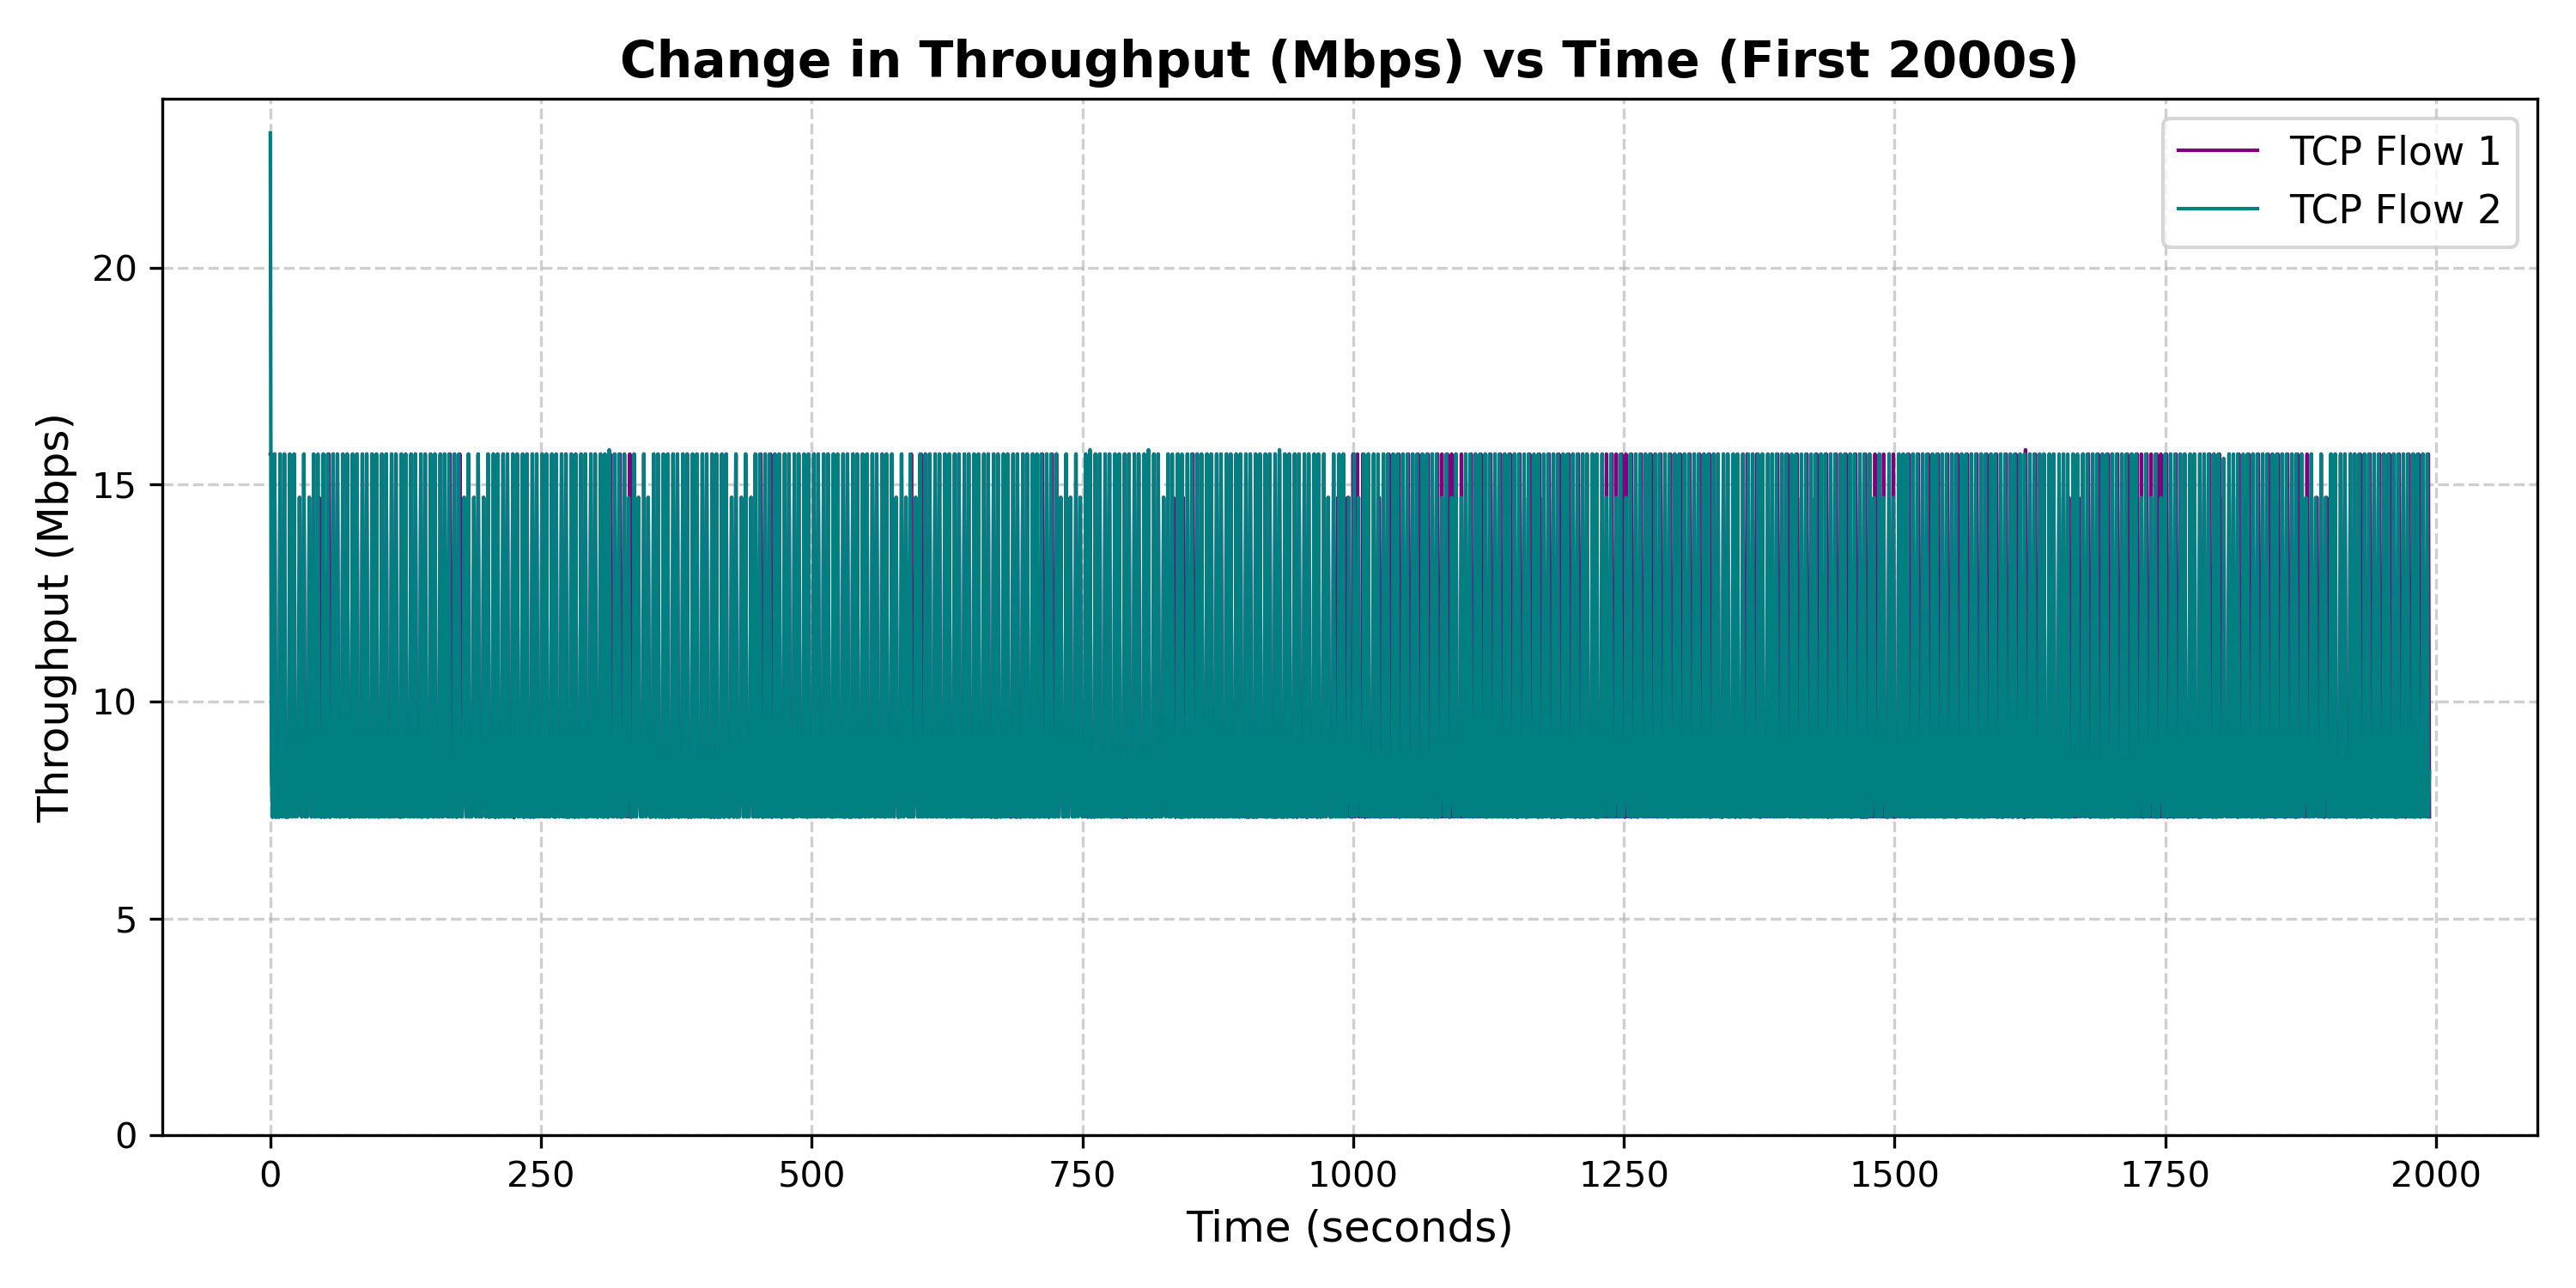 Change in Throughput (Mbps) vs Time (First 2000s)
TCP Flow 1
TCP Flow 2
Throughput (Mbps)
20
15
10
5
0
0 250 500 750 1000 1250 1500 1750 2000
Time (seconds)